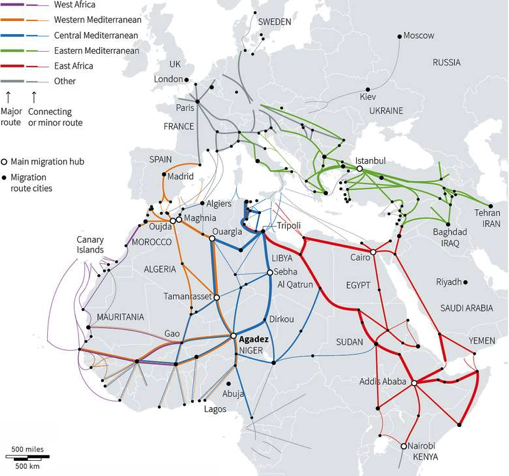 West Africa
Western Mediterranean
Central Mediterranean
Eastern Mediterranean
East Africa
Other
Major
route
Connecting
or minor route
Main migration hub
Migration
route cities
SWEDEN
Moscow
UK
RUSSIA
London
Kiev
Paris
UKRAINE
FRANCE
SPAIN
Istanbul
Madrid
Algiers
Tehran
Maghnia
IRAN
Oujda
Ouargia
Tripoli
Baghdad
Canary
Islands
MOROCCO
IRAQ
LIBYA
Cairo
ALGERIA
Sebha
Al Qatrun
EGYPT
Riyadh
Tamanrasset
SAUDI ARABIA
MAURITANIA
Dirkou
Gao
Agadez
SUDAN
YEMEN
NIGER
Addis Ababa
Abuja
Lagos
500 miles
500 km
Nairobi
KENYA